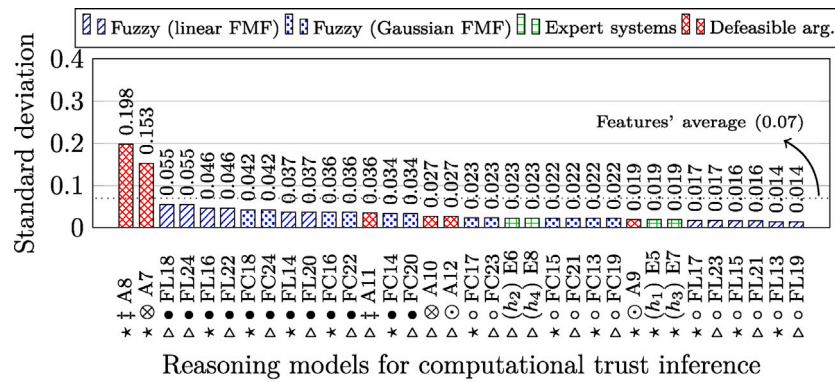 Fuzzy (linear FMF) Fuzzy (Gaussian FMF) Expert systems Defeasible arg.
Standard deviation
0.4
0.3
0.2
0.1
0
Features' average (0.07)
0.198 0.153 0.055 0.055 0.046 0.046 0.042 0.042 0.037 0.037 0.036 0.036 0.036 0.034 0.034 0.027 0.027 0.023 0.023 0.023 0.023 0.022 0.022 0.022 0.022 0.019 0.019 0.019 0.017 0.017 0.016 0.016 0.014 0.014
⋆ ‡ A8
⋆ ⊗ A7
⋆ ● FL18
△ ● FL24
⋆ ● FL16
△ ● FL22
⋆ ● FC18
△ ● FC24
⋆ ● FL14
△ ● FL20
⋆ ● FC16
△ ● FC22
△ ‡ A11
⋆ ● FC14
△ ● FC20
△ ⊗ A10
△ ⊙ A12
⋆ ○ FC17
△ ○ FC23
△ (h₂) E6
△ (h₄) E8
⋆ ○ FC15
△ ○ FC21
⋆ ○ FC13
△ ○ FC19
⋆ ⊙ A9
⋆ (h₁) E5
⋆ (h₃) E7
⋆ ○ FL17
△ ○ FL23
⋆ ○ FL15
△ ○ FL21
⋆ ○ FL13
△ ○ FL19
Reasoning models for computational trust inference